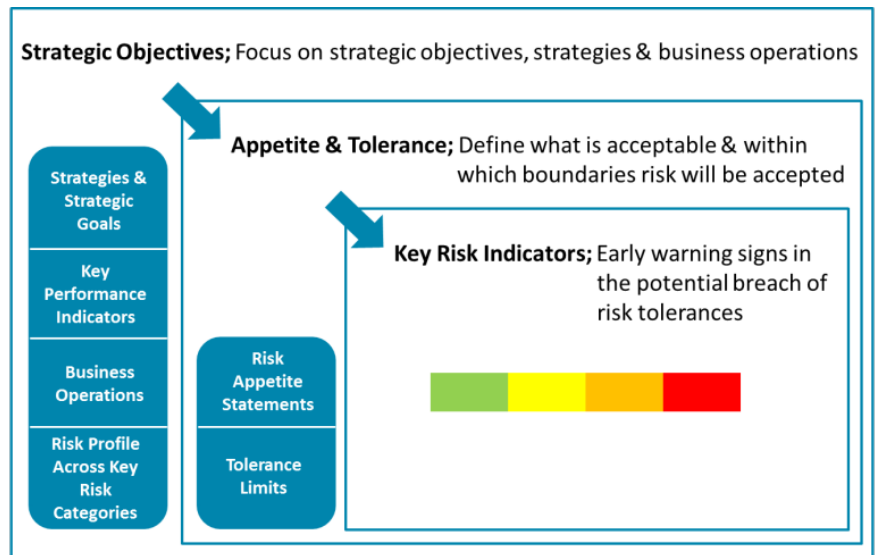 Strategic Objectives; Focus on strategic objectives, strategies & business operations
Appetite & Tolerance; Define what is acceptable & within
which boundaries risk will be accepted
Key Risk Indicators; Early warning signs in
the potential breach of
risk tolerances
Strategies &
Strategic
Goals
Key
Performance
Indicators
Business
Operations
Risk Profile
Across Key
Risk
Categories
Risk
Appetite
Statements
Tolerance
Limits